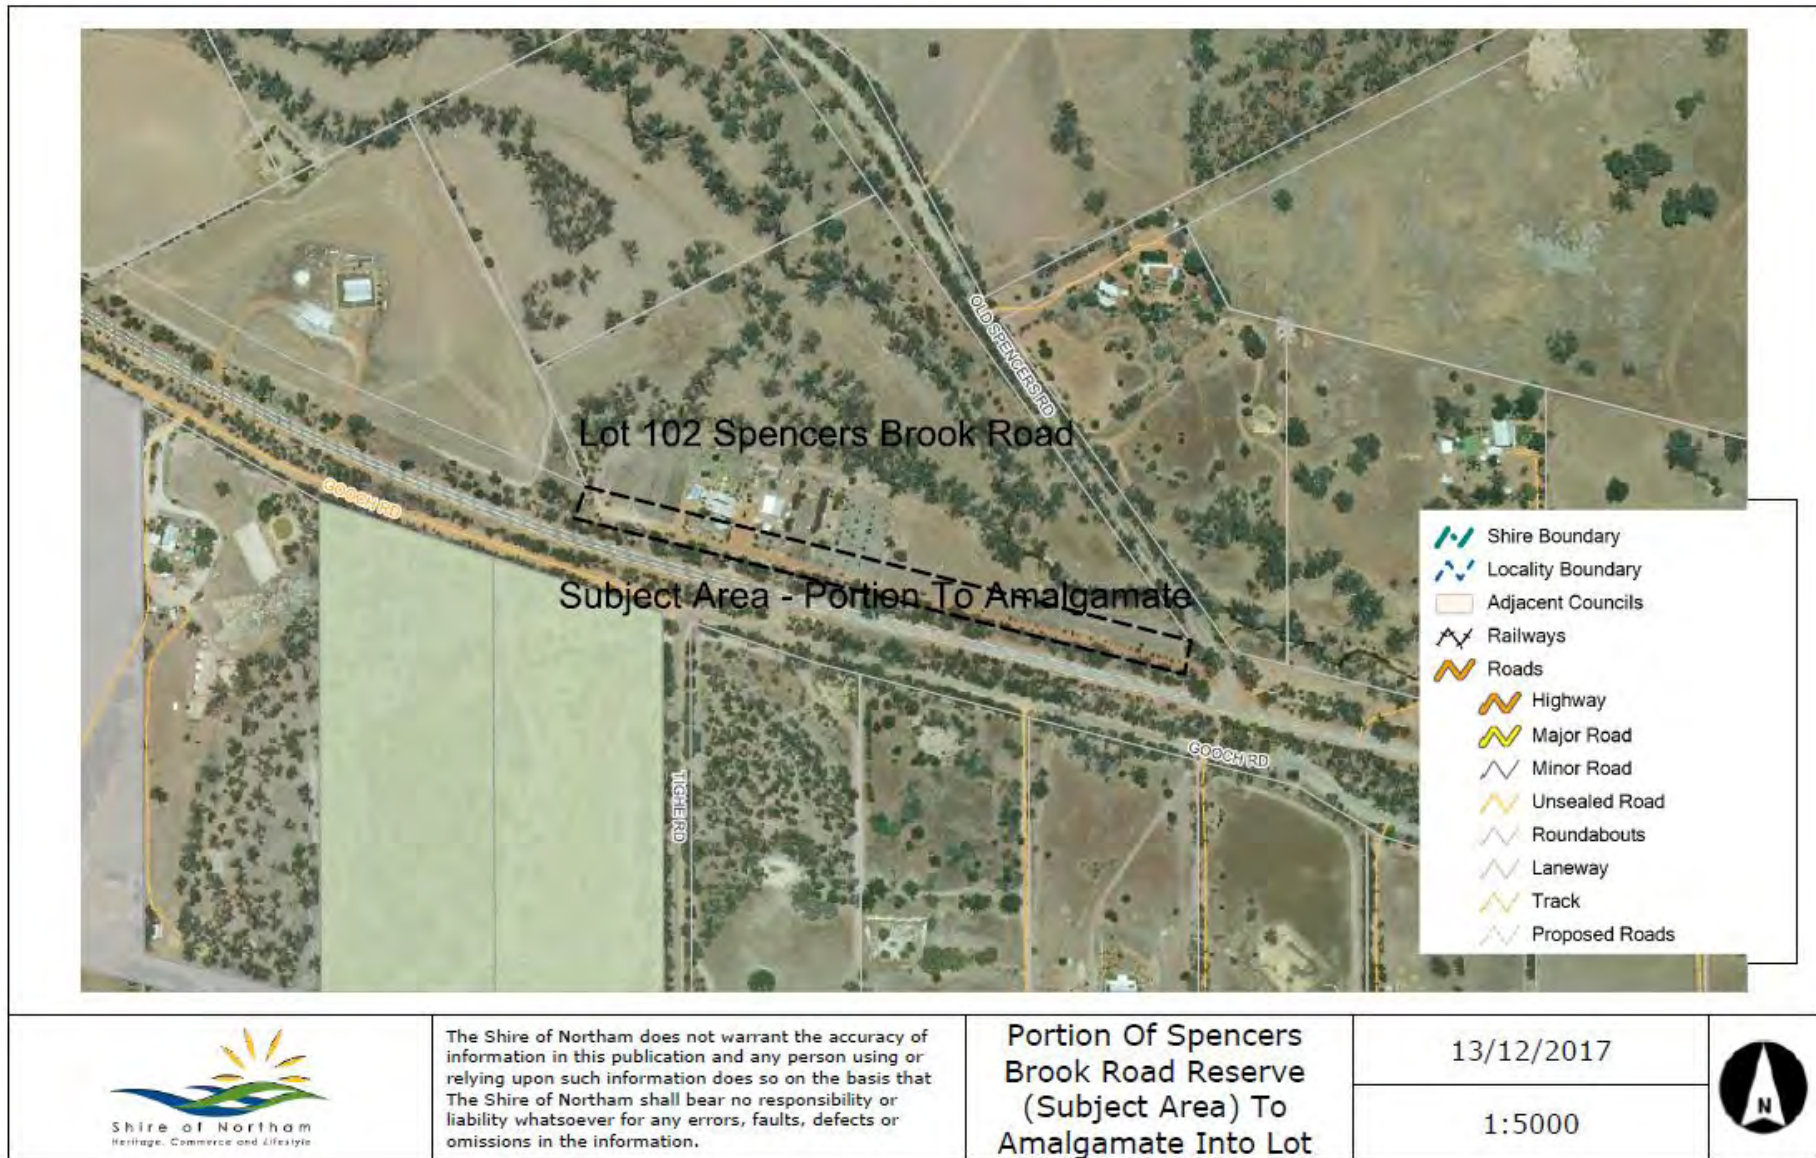 OLD SPENCERS RD
Lot 102 Spencers Brook Road
GOOCH RD
Subject Area - Portion To Amalgamate
GOOCH RD
TIGHE RD
Shire Boundary
Locality Boundary
Adjacent Councils
Railways
Roads
Highway
Major Road
Minor Road
Unsealed Road
Roundabouts
Laneway
Track
Proposed Roads
Shire of Northam
Heritage, Commerce and Lifestyle
The Shire of Northam does not warrant the accuracy of
information in this publication and any person using or
relying upon such information does so on the basis that
The Shire of Northam shall bear no responsibility or
liability whatsoever for any errors, faults, defects or
omissions in the information.
Portion Of Spencers
Brook Road Reserve
(Subject Area) To
Amalgamate Into Lot
13/12/2017
1:5000
N